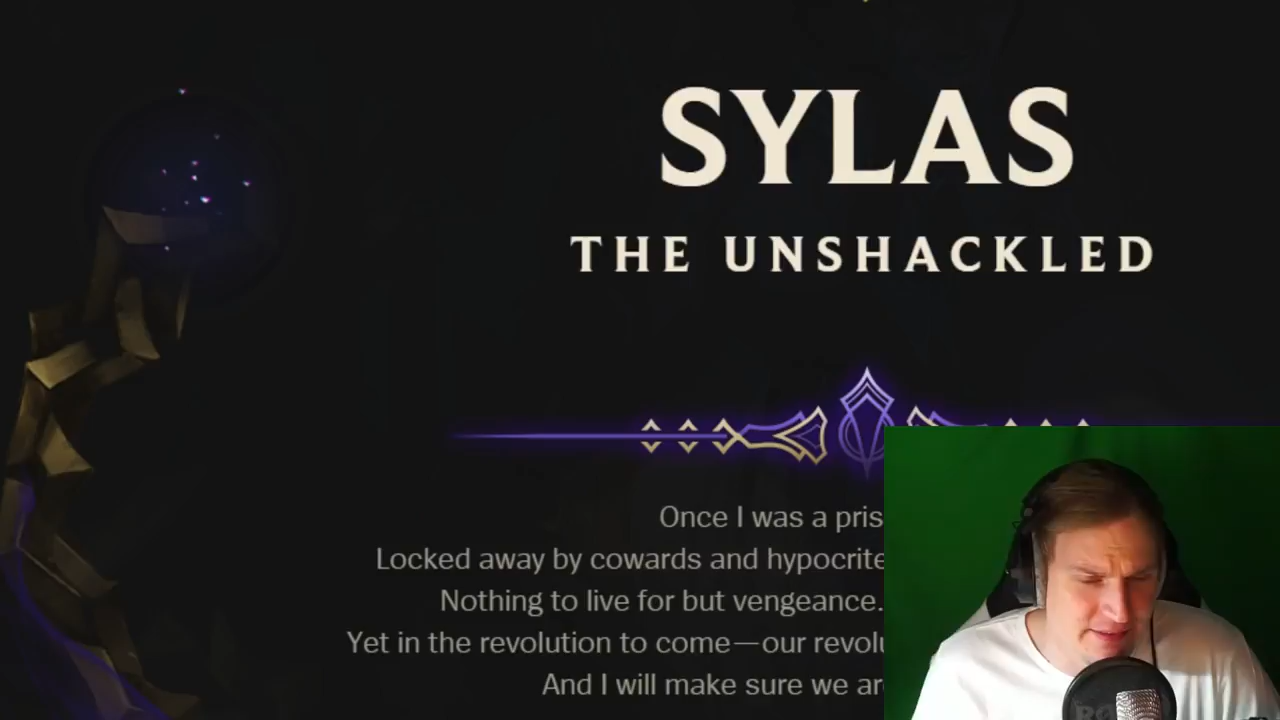 SYLAS
THE UNSHACKLED
Once I was a pris
Locked away by cowards and hypocrite
Nothing to live for but vengeance.
Yet in the revolution to come—our revolu
And I will make sure we are